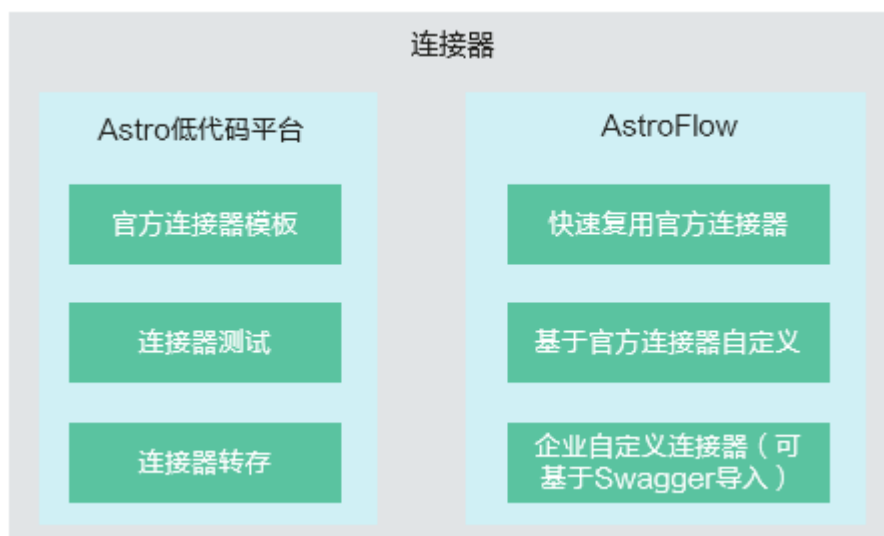 连接器
Astro低代码平台
官方连接器模板
连接器测试
连接器转存
AstroFlow
快速复用官方连接器
基于官方连接器自定义
企业自定义连接器（可
基于Swagger导入）